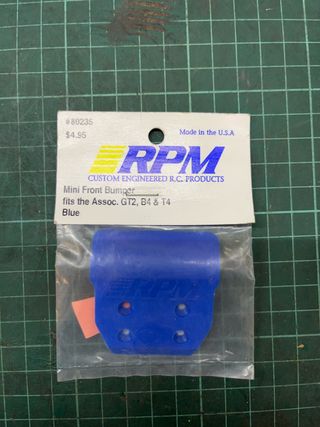 #80235
$4.95
Made in the U.S.A
RPM
CUSTOM ENGINEERED R.C. PRODUCTS
Mini Front Bumper
fits the Assoc. GT2, B4 & T4
Blue
RPM